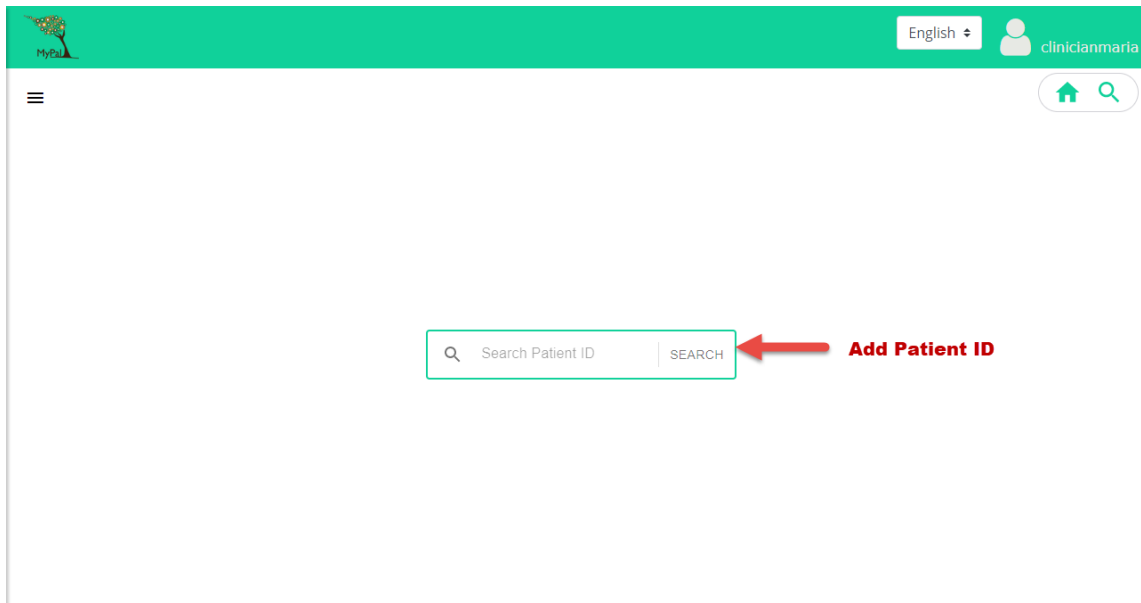 MyPal
English
clinicianmaria
Search Patient ID
SEARCH
Add Patient ID